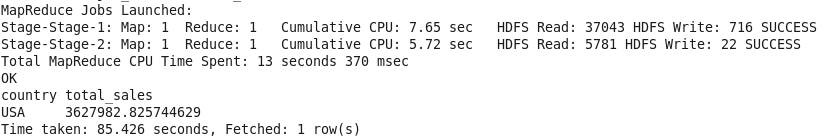 MapReduce Jobs Launched:
Stage-Stage-1: Map: 1  Reduce: 1   Cumulative CPU: 7.65 sec   HDFS Read: 37043 HDFS Write: 716 SUCCESS
Stage-Stage-2: Map: 1  Reduce: 1   Cumulative CPU: 5.72 sec   HDFS Read: 5781 HDFS Write: 22 SUCCESS
Total MapReduce CPU Time Spent: 13 seconds 370 msec
OK
country total_sales
USA     3627982.825744629
Time taken: 85.426 seconds, Fetched: 1 row(s)